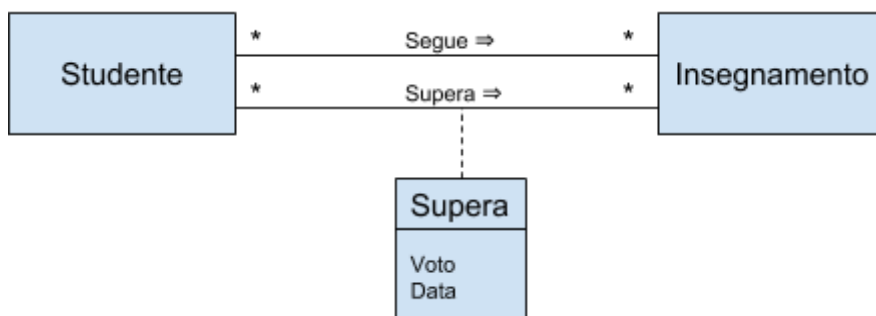 * Segue ⇒ *
Studente
Insegnamento
* Supera ⇒ *
Supera
Voto
Data